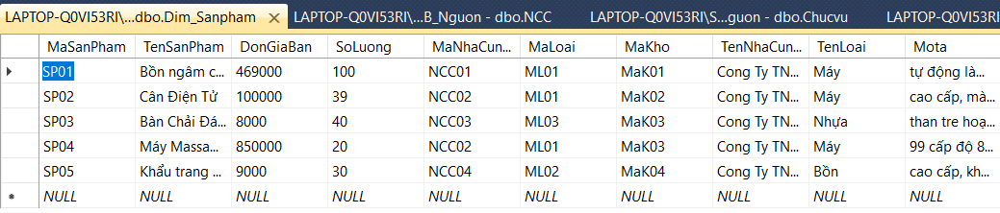 LAPTOP-Q0VI53RI\...dbo.Dim_Sanpham × LAPTOP-Q0VI53RI\...B_Nguon - dbo.NCC LAPTOP-Q0VI53RI\S...guon - dbo.Chucvu LAPTOP-Q0VI53RI
MaSanPham TenSanPham DonGiaBan SoLuong MaNhaCun... MaLoai MaKho TenNhaCun... TenLoai Mota
SP01 Bồn ngâm c... 469000 100 NCC01 ML01 MaK01 Cong Ty TN... Máy tự động là...
SP02 Cân Điện Tử 100000 39 NCC02 ML01 MaK02 Cong Ty TN... Máy cao cấp, mà...
SP03 Bàn Chải Đá... 8000 40 NCC03 ML03 MaK03 Cong Ty TN... Nhựa than tre hoạ...
SP04 Máy Massa... 850000 20 NCC02 ML01 MaK03 Cong Ty TN... Máy 99 cấp độ 8...
SP05 Khẩu trang ... 9000 30 NCC04 ML02 MaK04 Cong Ty TN... Bồn cao cấp, kh...
NULL NULL NULL NULL NULL NULL NULL NULL NULL NULL